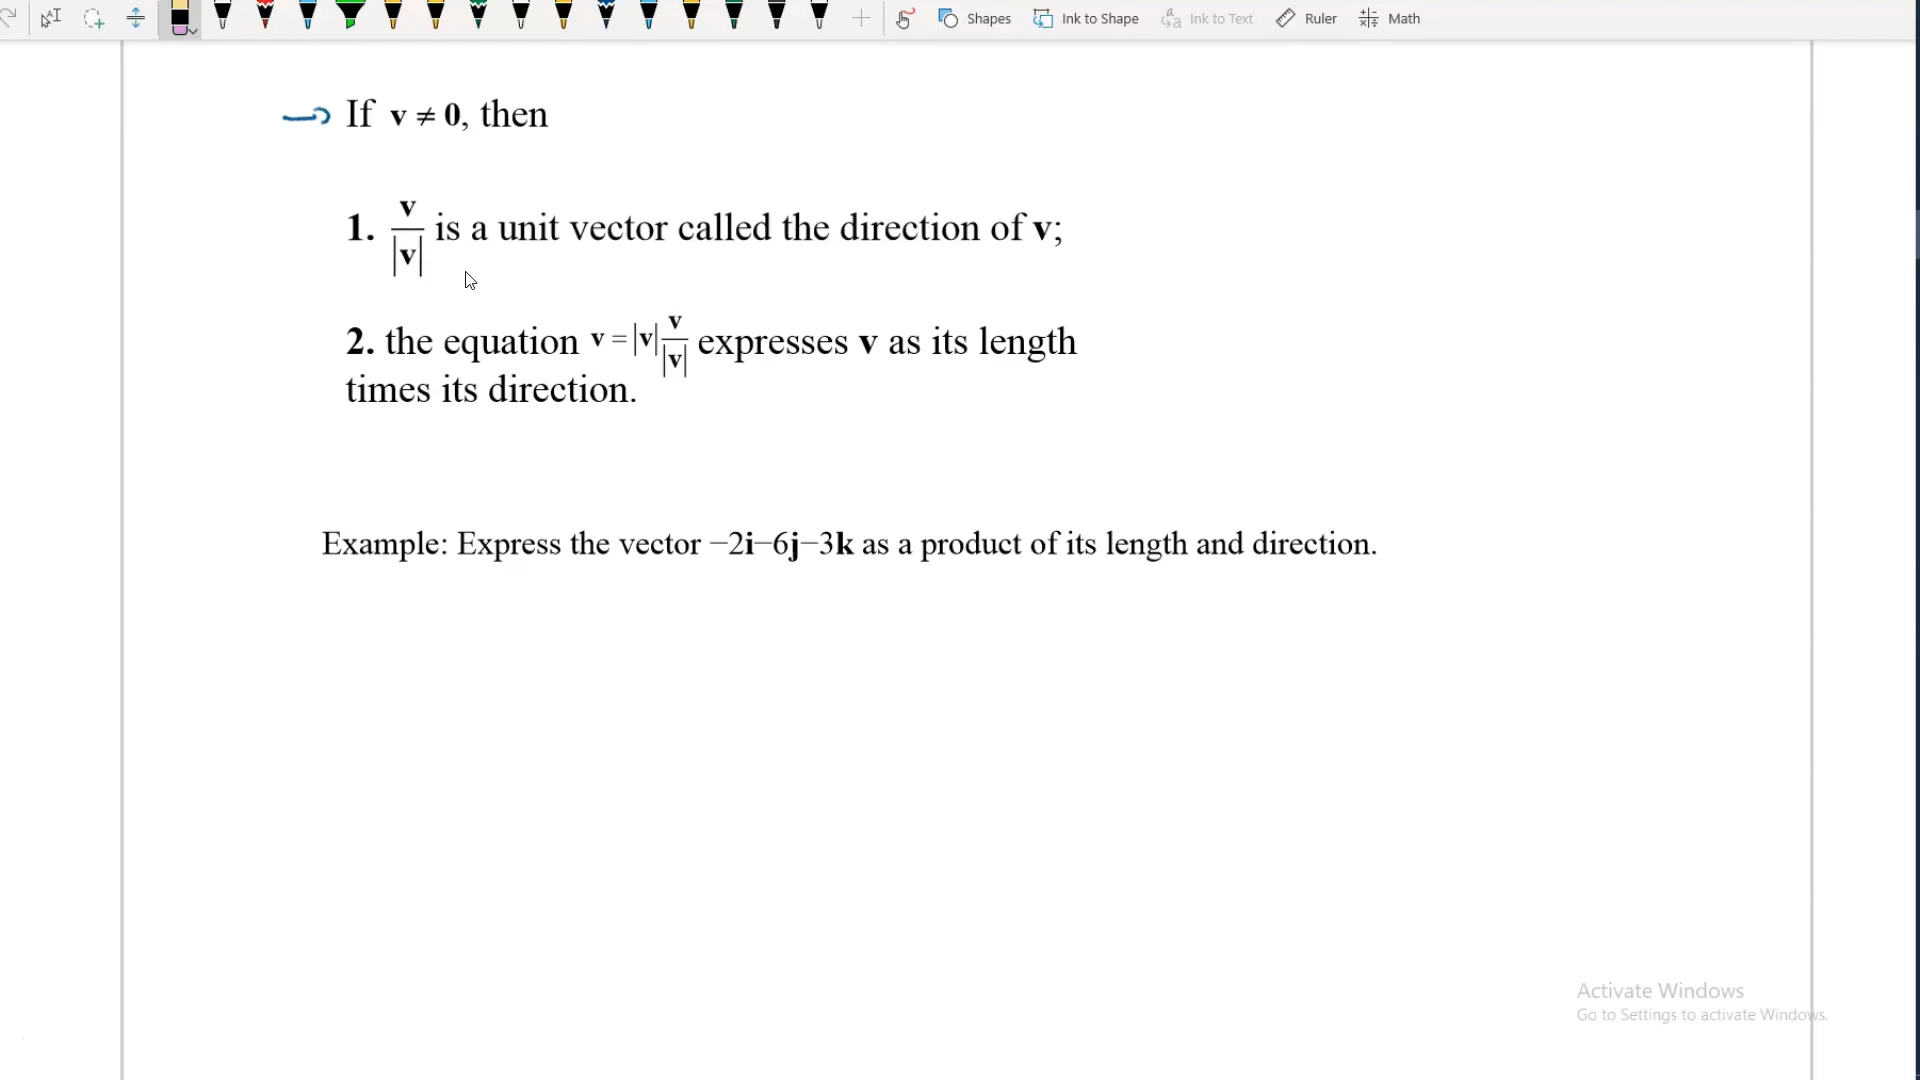 Shapes Ink to Shape Ink to Text Ruler Math
If v ≠ 0, then
1. v/|v| is a unit vector called the direction of v;
2. the equation v = |v| v/|v| expresses v as its length
times its direction.
Example: Express the vector −2i−6j−3k as a product of its length and direction.
Activate Windows
Go to Settings to activate Windows.